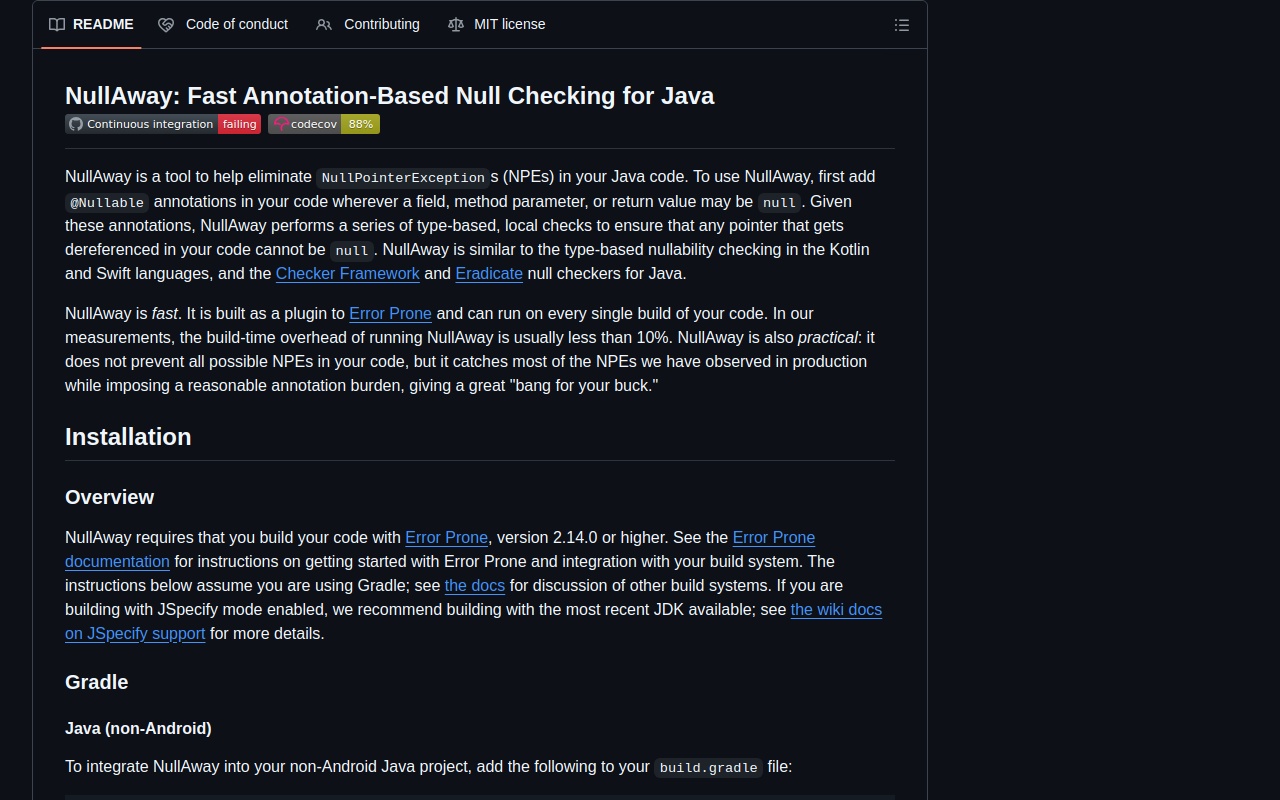 README Code of conduct Contributing MIT license
NullAway: Fast Annotation-Based Null Checking for Java
Continuous integration failing codecov 88%
NullAway is a tool to help eliminate NullPointerExceptions (NPEs) in your Java code. To use NullAway, first add
@Nullable annotations in your code wherever a field, method parameter, or return value may be null. Given
these annotations, NullAway performs a series of type-based, local checks to ensure that any pointer that gets
dereferenced in your code cannot be null. NullAway is similar to the type-based nullability checking in the Kotlin
and Swift languages, and the Checker Framework and Eradicate null checkers for Java.
NullAway is fast. It is built as a plugin to Error Prone and can run on every single build of your code. In our
measurements, the build-time overhead of running NullAway is usually less than 10%. NullAway is also practical: it
does not prevent all possible NPEs in your code, but it catches most of the NPEs we have observed in production
while imposing a reasonable annotation burden, giving a great "bang for your buck."
Installation
Overview
NullAway requires that you build your code with Error Prone, version 2.14.0 or higher. See the Error Prone
documentation for instructions on getting started with Error Prone and integration with your build system. The
instructions below assume you are using Gradle; see the docs for discussion of other build systems. If you are
building with JSpecify mode enabled, we recommend building with the most recent JDK available; see the wiki docs
on JSpecify support for more details.
Gradle
Java (non-Android)
To integrate NullAway into your non-Android Java project, add the following to your build.gradle file: